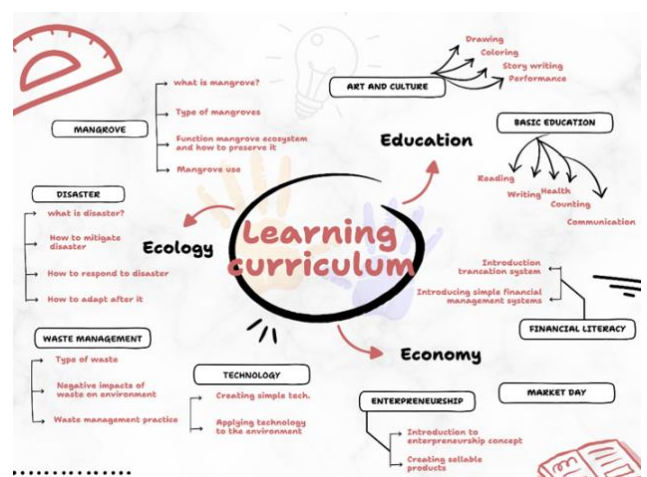 Learning
curriculum
Ecology
MANGROVE
what is mangrove?
Type of mangroves
Function mangrove ecosystem
and how to preserve it
Mangrove use
DISASTER
what is disaster?
How to mitigate
disaster
How to respond to disaster
How to adapt after it
WASTE MANAGEMENT
Type of waste
Negative impacts of
waste on environment
Waste management practice
TECHNOLOGY
Creating simple tech.
Applying technology
to the environment
Education
ART AND CULTURE
Drawing
Coloring
Story writing
Performance
BASIC EDUCATION
Reading
Writing
Health
Counting
Communication
Economy
FINANCIAL LITERACY
Introduction
trancation system
Introducing simple financial
management systems
MARKET DAY
ENTERPRENEURSHIP
Introduction to
enterpreneurship concept
Creating sellable
products